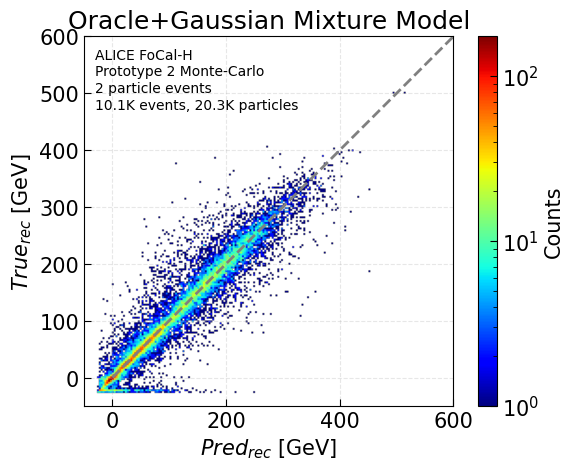 Oracle+Gaussian Mixture Model
ALICE FoCal-H
Prototype 2 Monte-Carlo
2 particle events
10.1K events, 20.3K particles
600
500
400
300
200
100
0
True_rec [GeV]
0
200
400
600
Pred_rec [GeV]
10^2
10^1
10^0
Counts